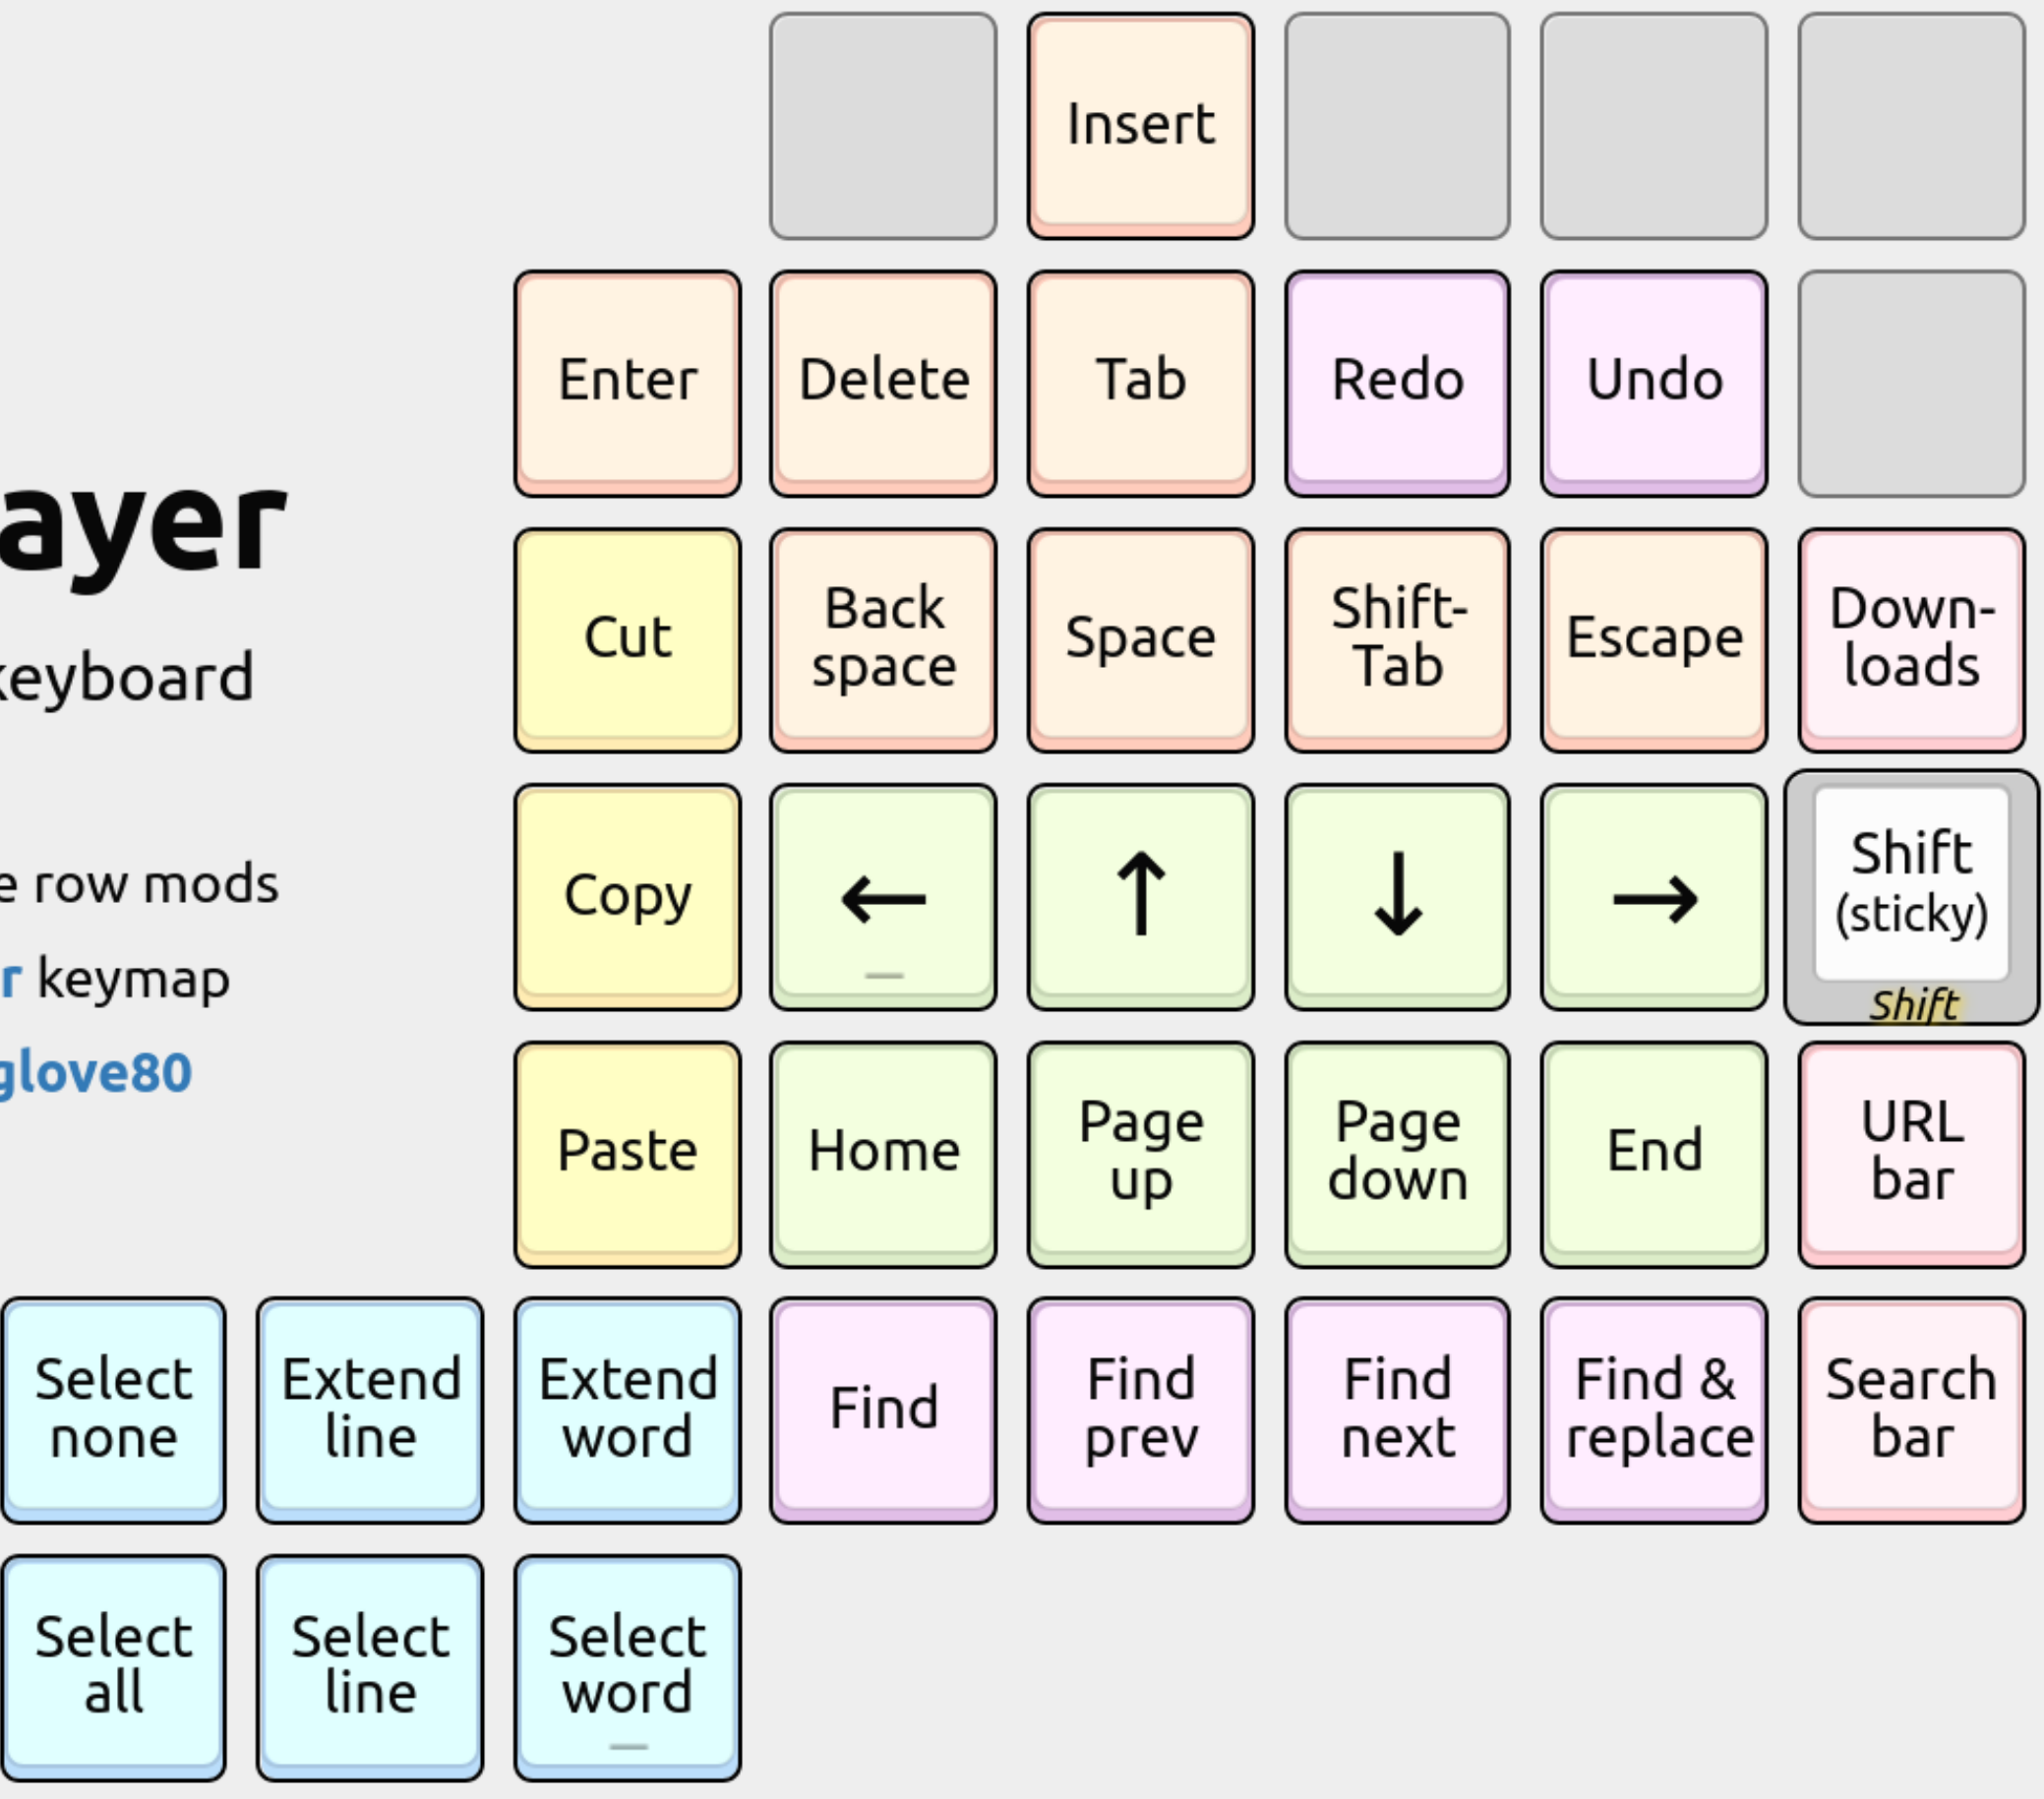 Insert
Enter Delete Tab Redo Undo
ayer
Cut Back
space Space Shift-
Tab Escape Down-
loads
keyboard
Copy ← ↑ ↓ → Shift
(sticky)
Shift
e row mods
r keymap
glove80
Paste Home Page
up Page
down End URL
bar
Select
none Extend
line Extend
word Find Find
prev Find
next Find &
replace Search
bar
Select
all Select
line Select
word